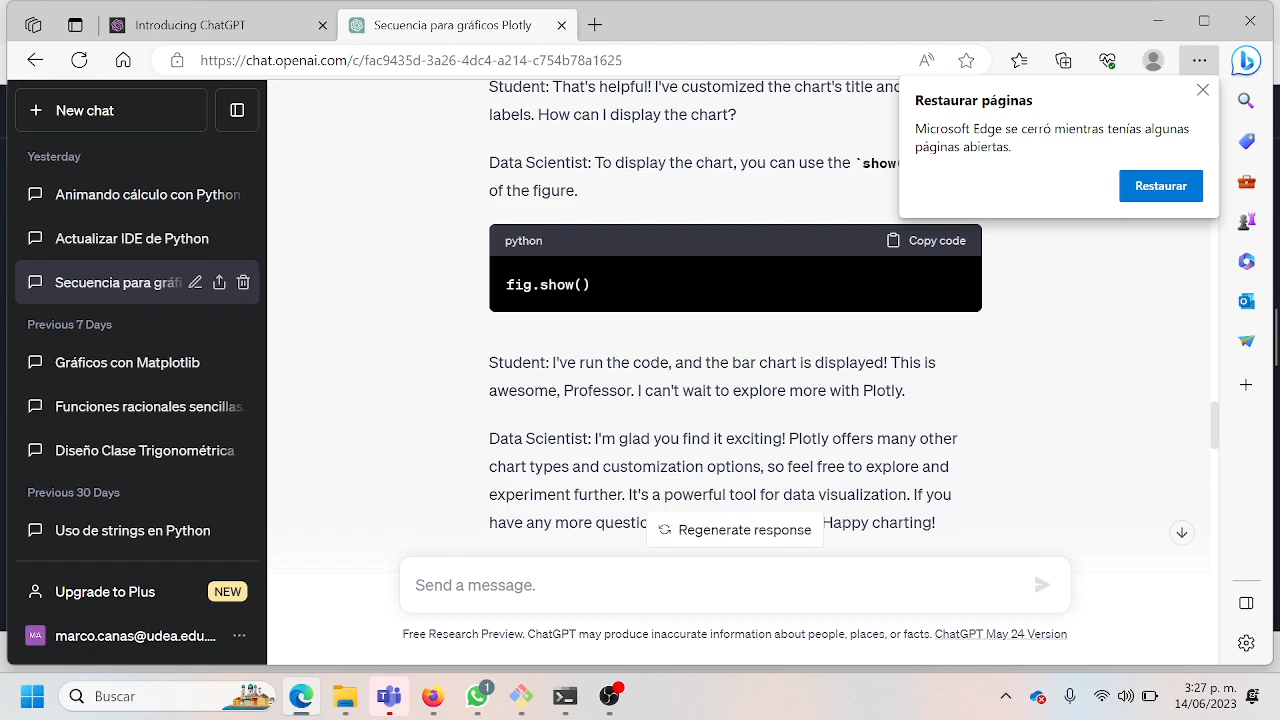 Introducing ChatGPT
Secuencia para gráficos Plotly
https://chat.openai.com/c/fac9435d-3a26-4dc4-a214-c754b78a1625
New chat
Yesterday
Animando cálculo con Python
Actualizar IDE de Python
Secuencia para gráfi
Previous 7 Days
Gráficos con Matplotlib
Funciones racionales sencillas.
Diseño Clase Trigonométrica
Previous 30 Days
Uso de strings en Python
Upgrade to Plus
NEW
marco.canas@udea.edu....
Student: That's helpful! I've customized the chart's title and
labels. How can I display the chart?
Data Scientist: To display the chart, you can use the `show(
of the figure.
python
Copy code
fig.show()
Student: I've run the code, and the bar chart is displayed! This is
awesome, Professor. I can't wait to explore more with Plotly.
Data Scientist: I'm glad you find it exciting! Plotly offers many other
chart types and customization options, so feel free to explore and
experiment further. It's a powerful tool for data visualization. If you
have any more questio
Happy charting!
Regenerate response
Send a message.
Free Research Preview. ChatGPT may produce inaccurate information about people, places, or facts. ChatGPT May 24 Version
Restaurar páginas
Microsoft Edge se cerró mientras tenías algunas
páginas abiertas.
Restaurar
Buscar
1
3:27 p. m.
14/06/2023